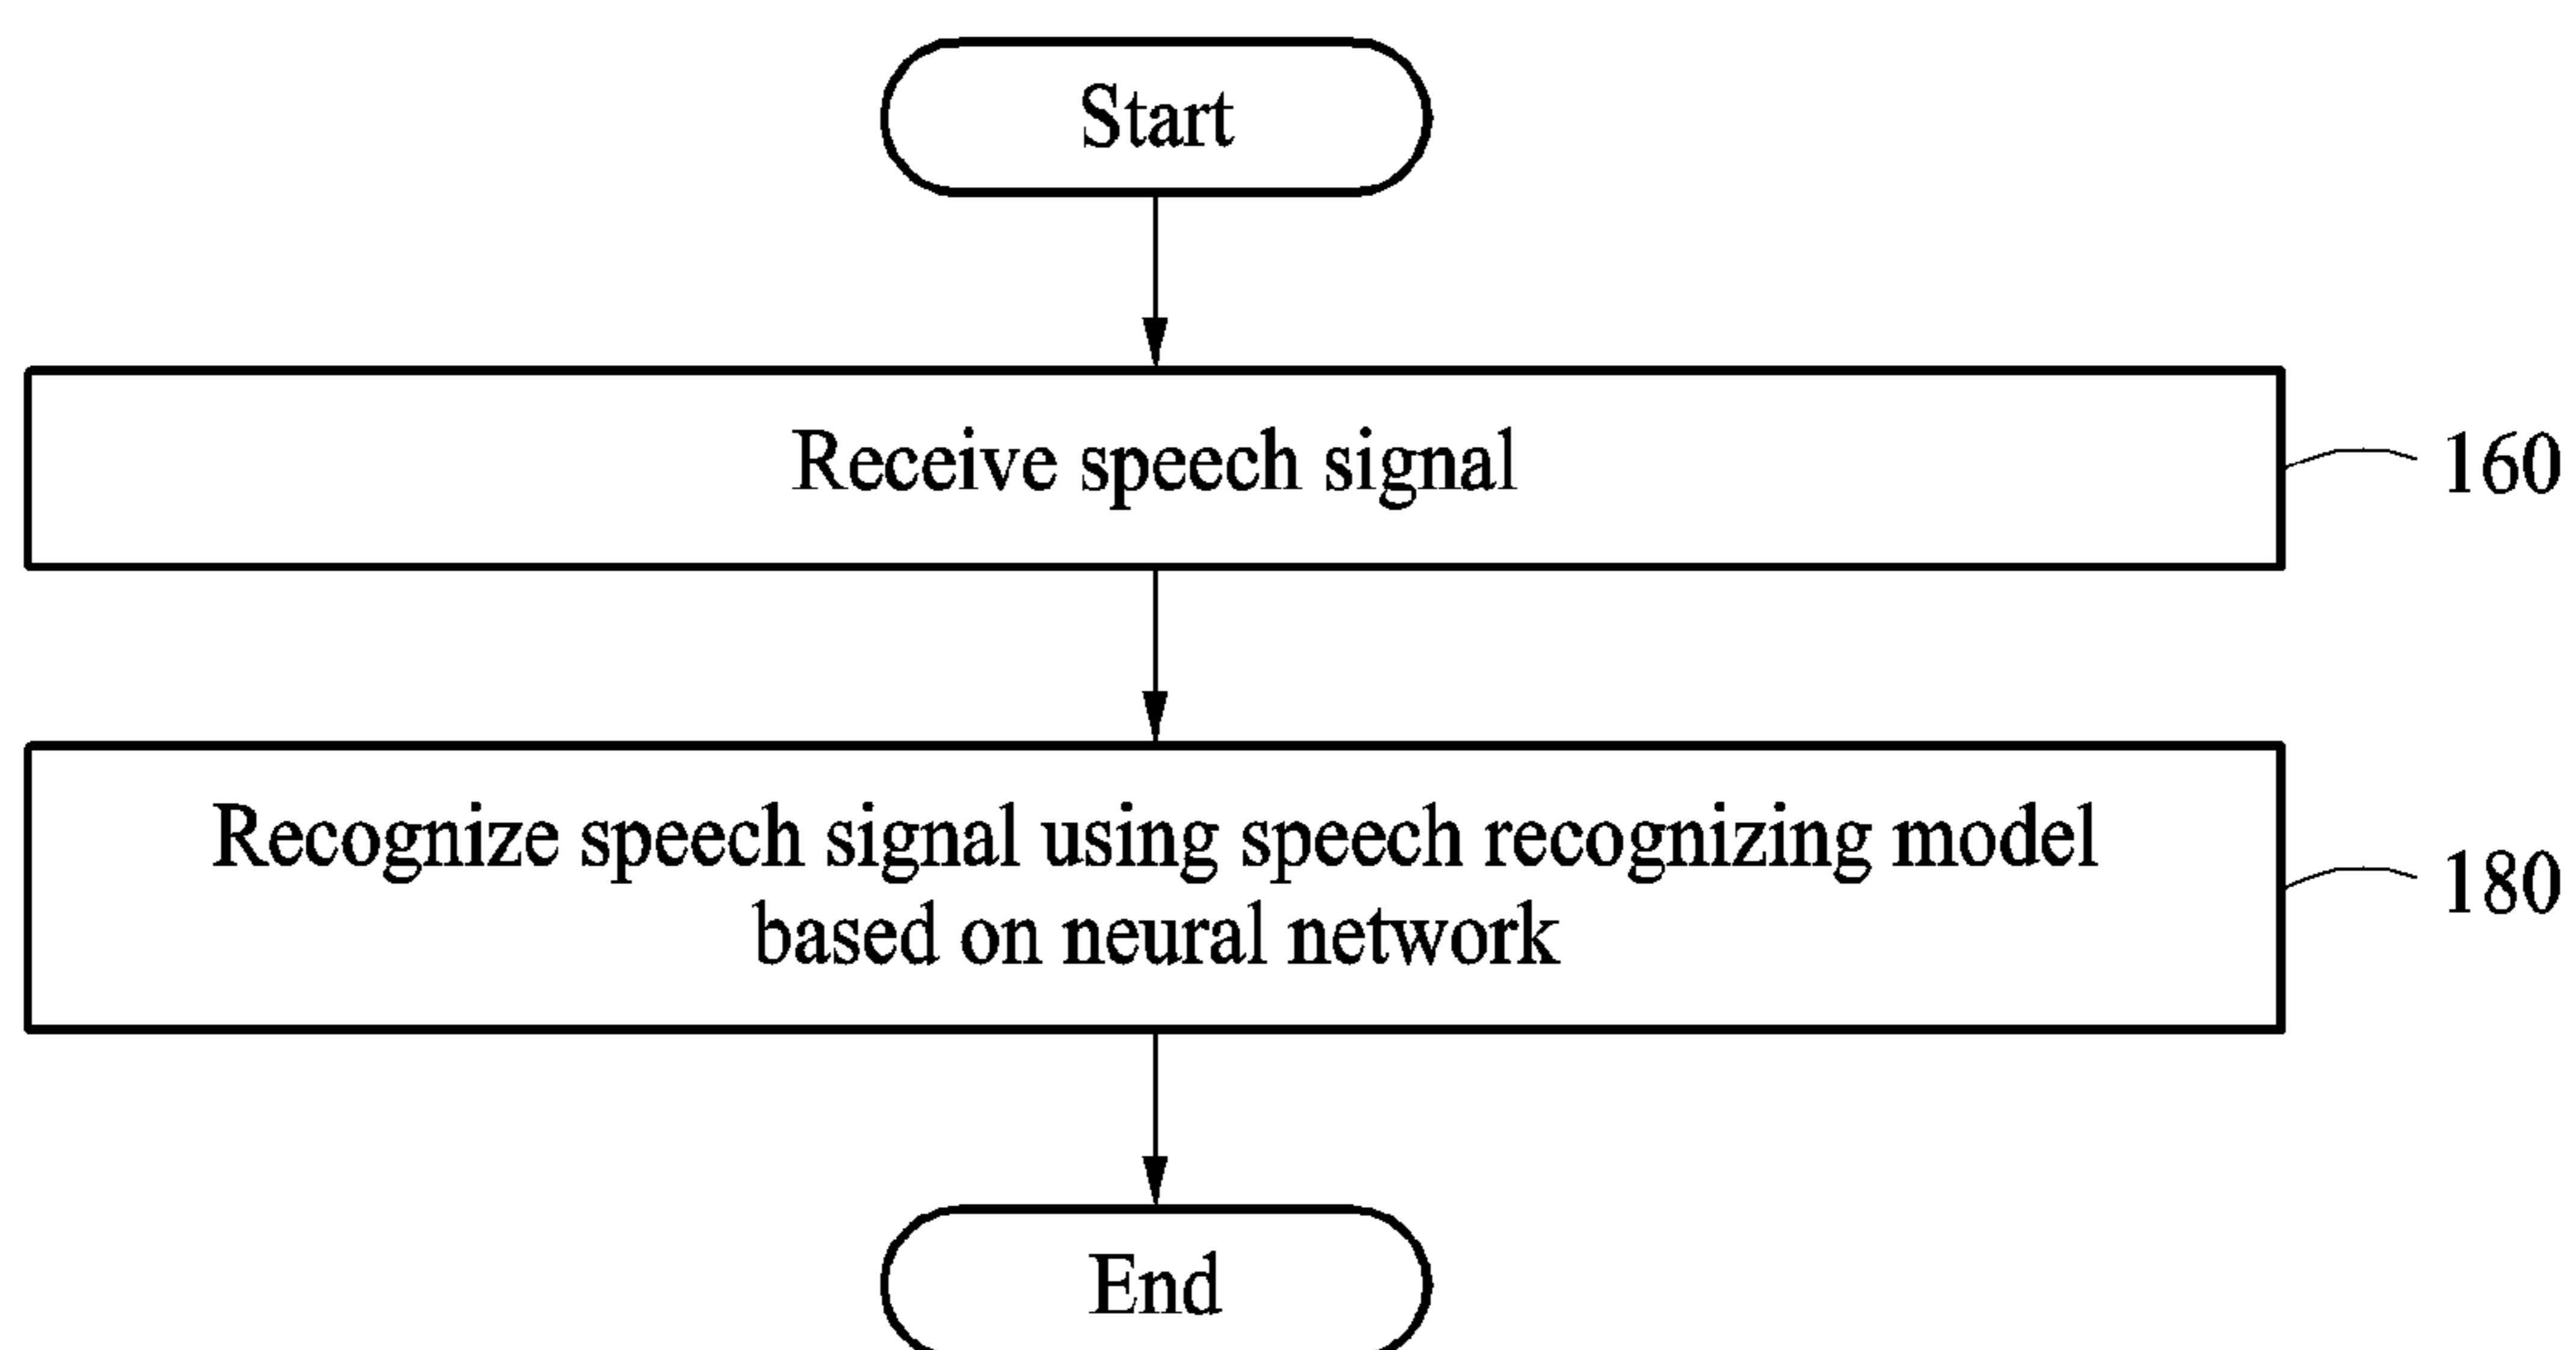 Start
Receive speech signal
160
Recognize speech signal using speech recognizing model
based on neural network
180
End